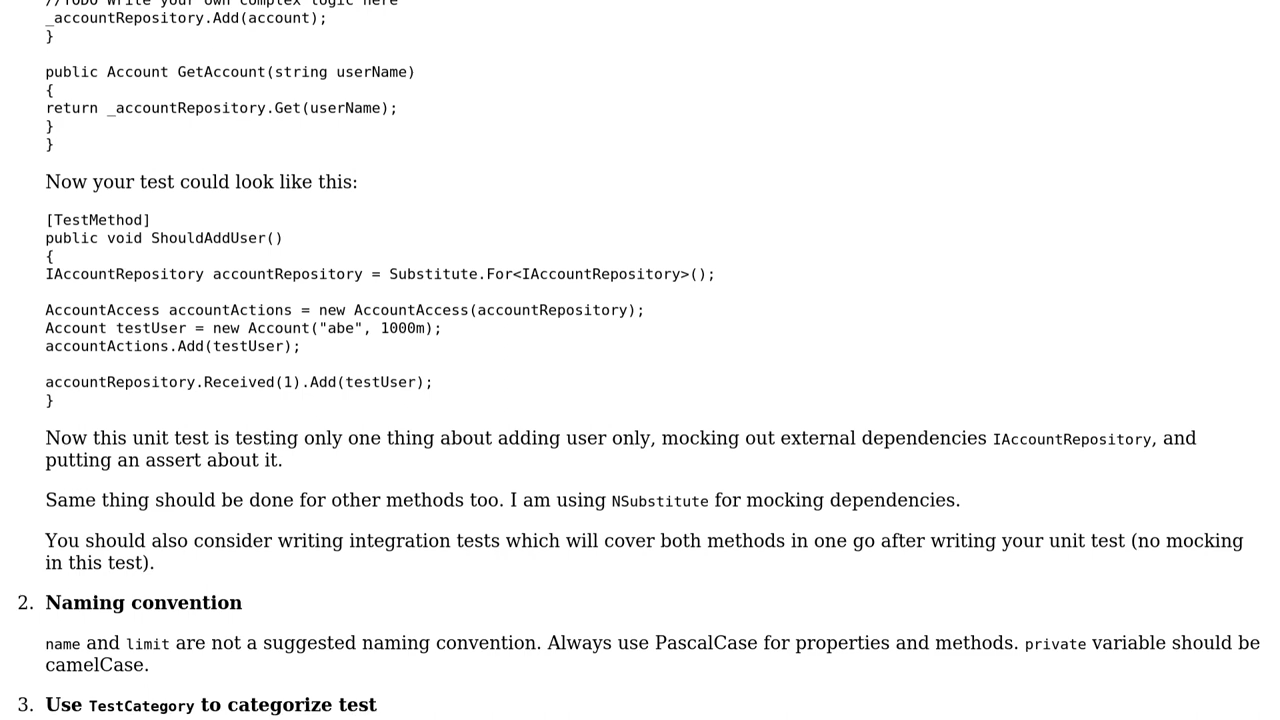 //TODO Write your own complex logic here
_accountRepository.Add(account);
}
public Account GetAccount(string userName)
{
return _accountRepository.Get(userName);
}
}
Now your test could look like this:
[TestMethod]
public void ShouldAddUser()
{
IAccountRepository accountRepository = Substitute.For<IAccountRepository>();
AccountAccess accountActions = new AccountAccess(accountRepository);
Account testUser = new Account("abe", 1000m);
accountActions.Add(testUser);
accountRepository.Received(1).Add(testUser);
}
Now this unit test is testing only one thing about adding user only, mocking out external dependencies IAccountRepository, and
putting an assert about it.
Same thing should be done for other methods too. I am using NSubstitute for mocking dependencies.
You should also consider writing integration tests which will cover both methods in one go after writing your unit test (no mocking
in this test).
2. Naming convention
name and limit are not a suggested naming convention. Always use PascalCase for properties and methods. private variable should be
camelCase.
3. Use TestCategory to categorize test